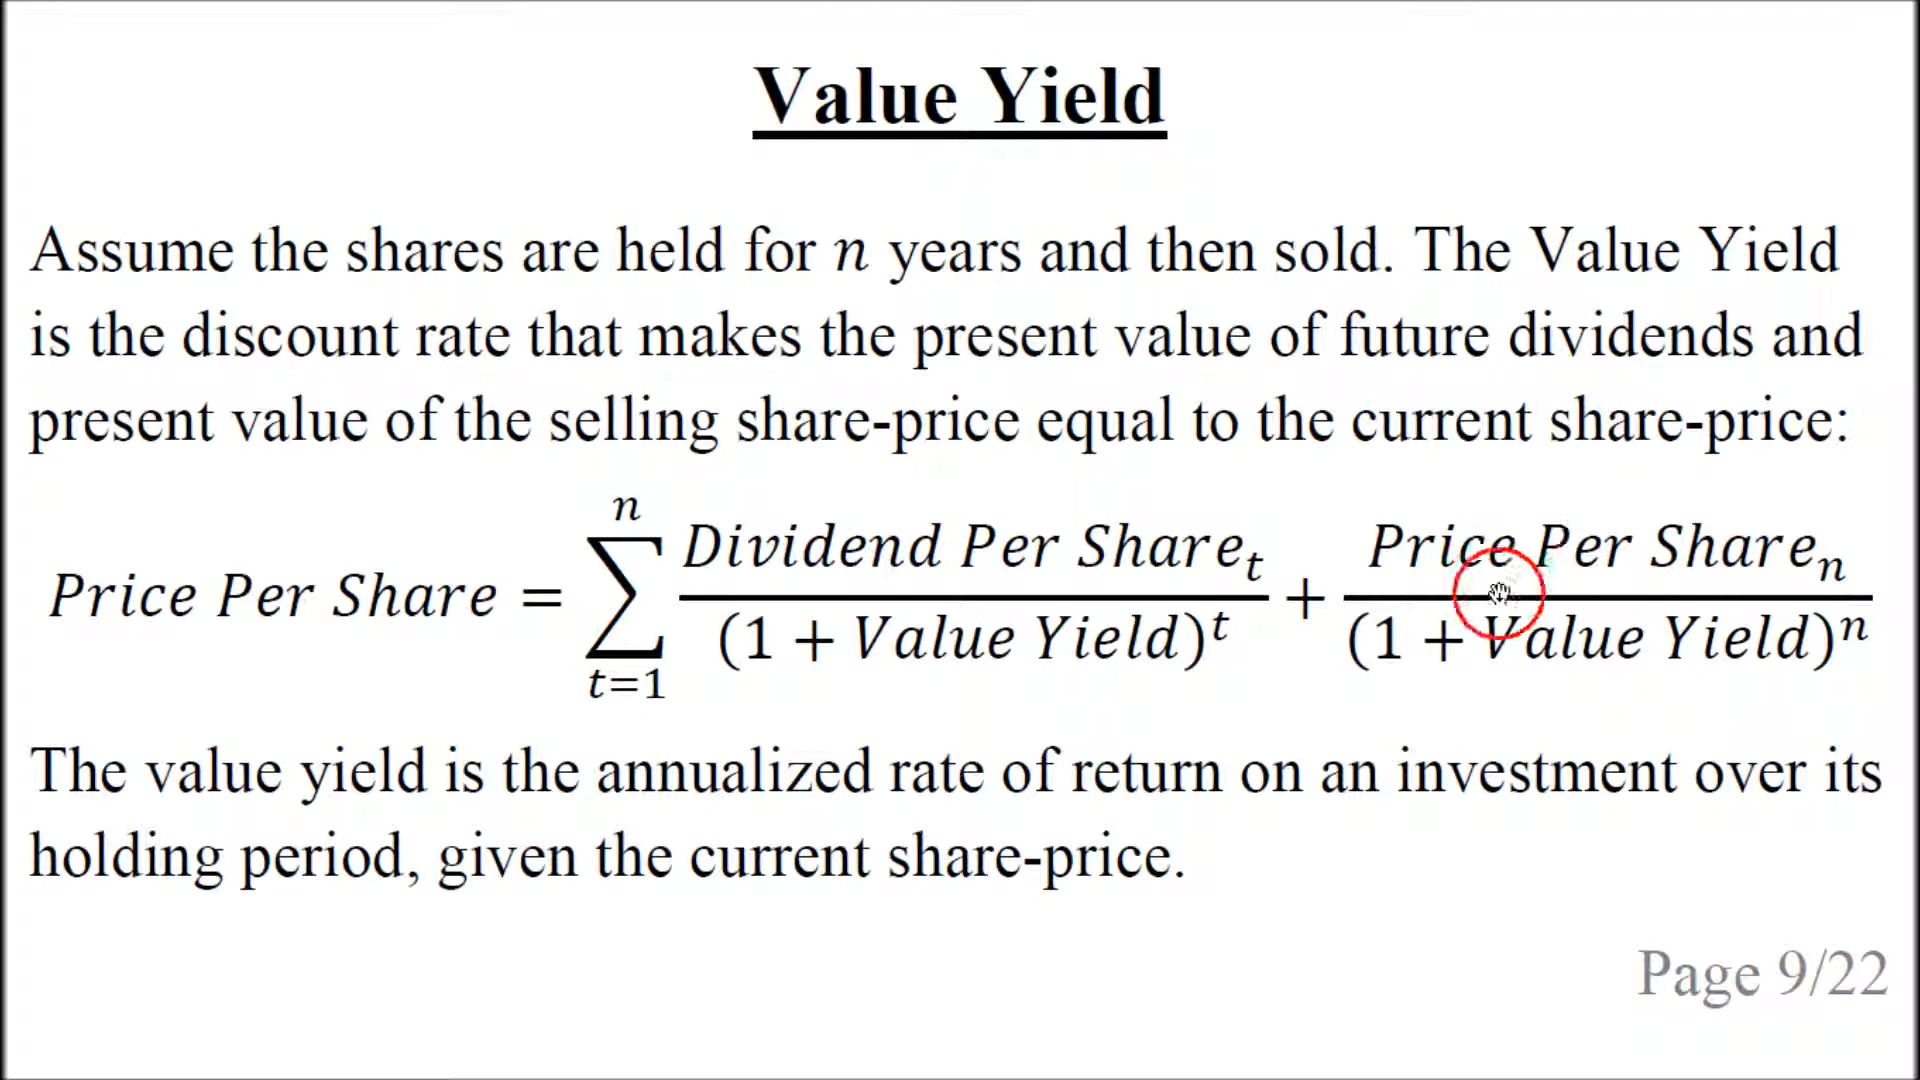 Value Yield
Assume the shares are held for n years and then sold. The Value Yield
is the discount rate that makes the present value of future dividends and
present value of the selling share-price equal to the current share-price:
Price Per Share = ∑_{t=1}^{n} Dividend Per Share_t / (1 + Value Yield)^t + Price Per Share_n / (1 + Value Yield)^n
The value yield is the annualized rate of return on an investment over its
holding period, given the current share-price.
Page 9/22